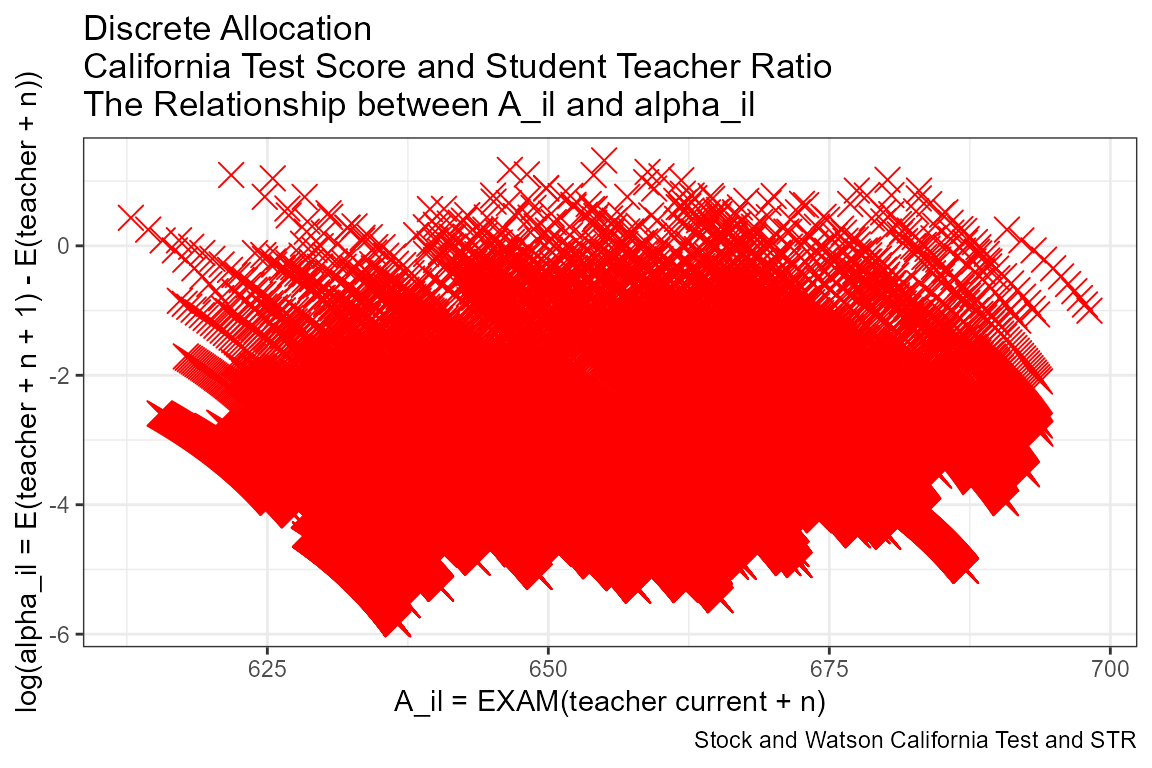 Discrete Allocation
California Test Score and Student Teacher Ratio
The Relationship between A_il and alpha_il
log(alpha_il = E(teacher + n + 1) - E(teacher + n))
0
-2
-4
-6
625
650
675
700
A_il = EXAM(teacher current + n)
Stock and Watson California Test and STR